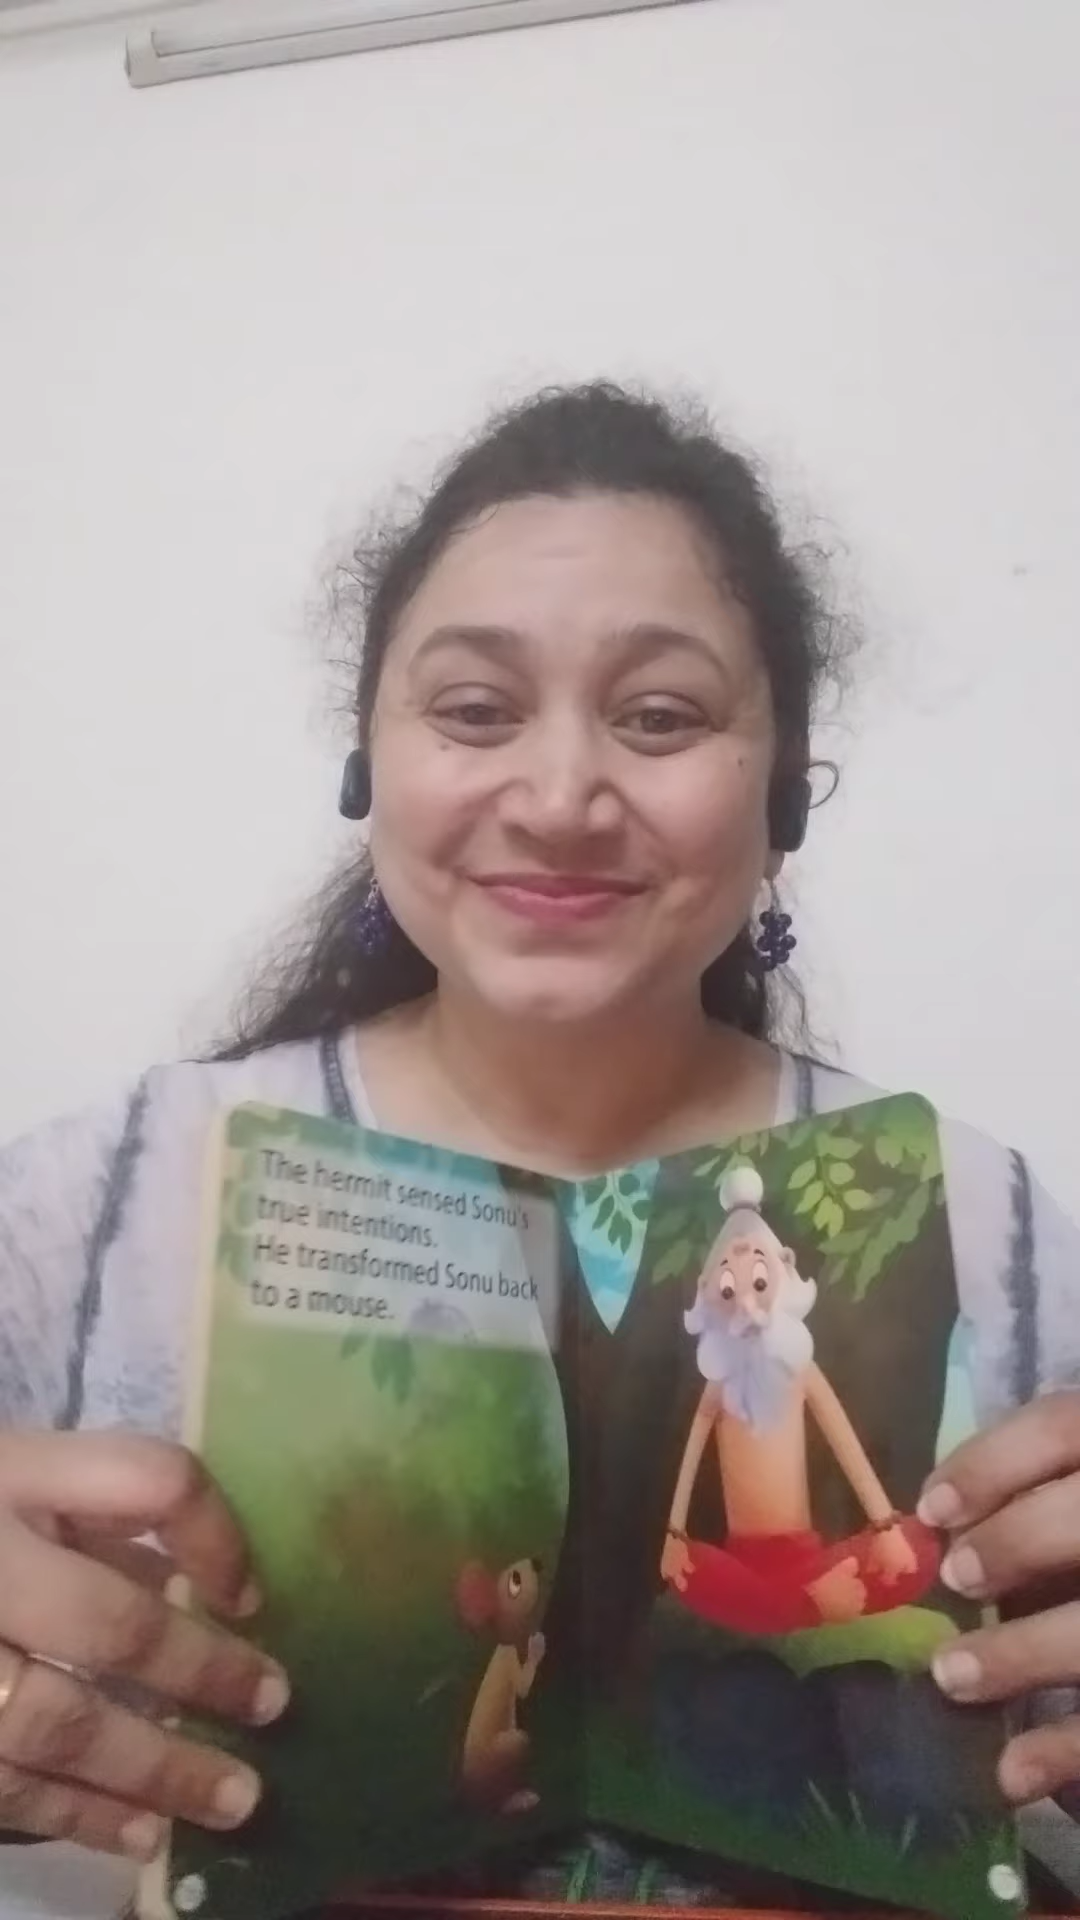 The hermit sensed Sonu's
true intentions.
He transformed Sonu back
to a mouse.